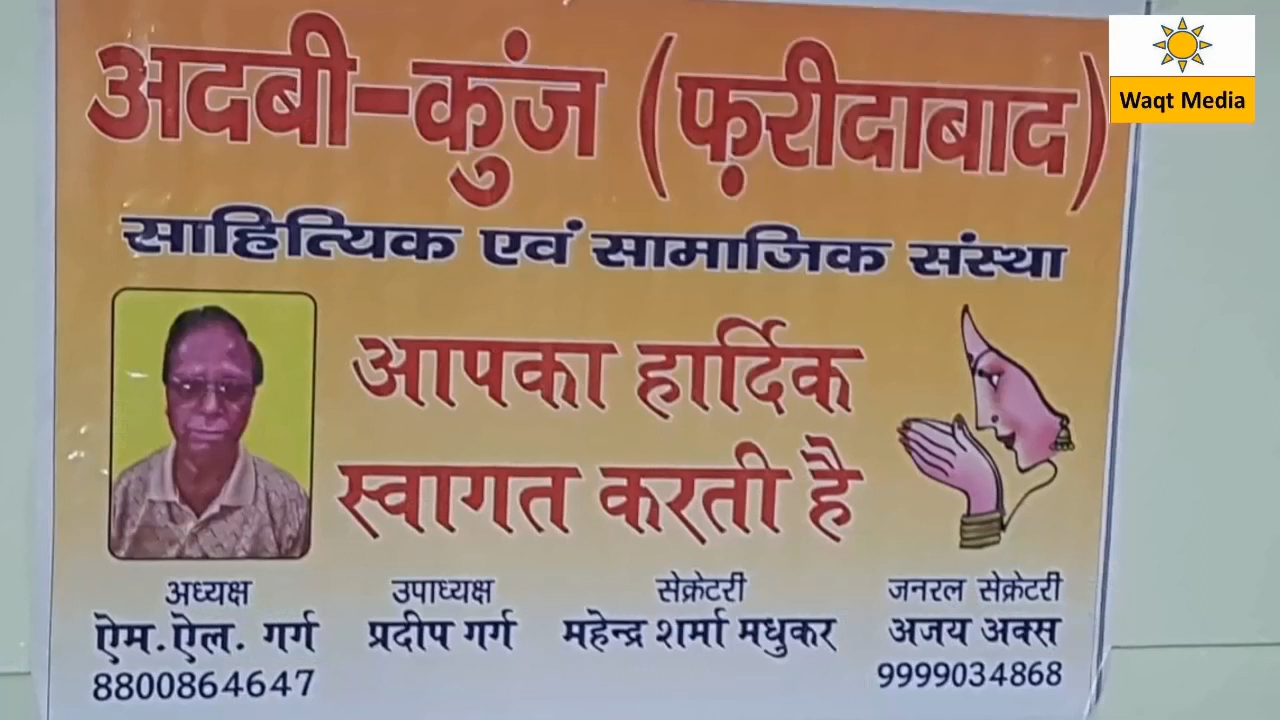 अदबी-कुंज (फ़रीदाबाद)
Waqt Media
साहित्यिक एवं सामाजिक संस्था
आपका हार्दिक
स्वागत करती है
अध्यक्ष उपाध्यक्ष सेक्रेटरी जनरल सेक्रेटरी
ऐम.ऐल. गर्ग प्रदीप गर्ग महेन्द्र शर्मा मधुकर अजय अक्स
8800864647 9999034868